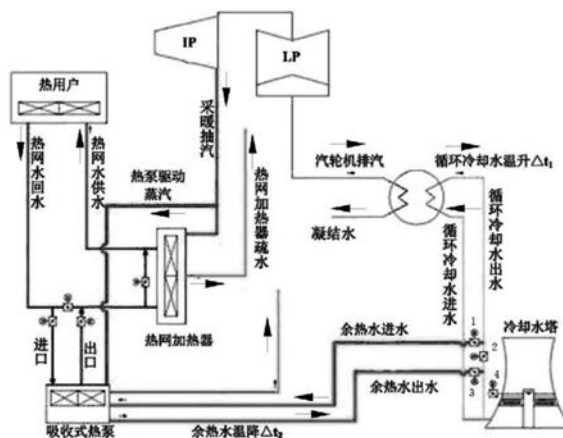 IP
LP
热用户
采暖抽汽
热网水回水
热网水供水
热泵驱动
蒸汽
热网加热器疏水
汽轮机排汽
循环冷却水温升△t₁
凝结水
循环冷却水进水
循环冷却水出水
热网加热器
进口
出口
余热水进水
余热水出水
1
2
3
4
冷却水塔
吸收式热泵
余热水温降△t₂